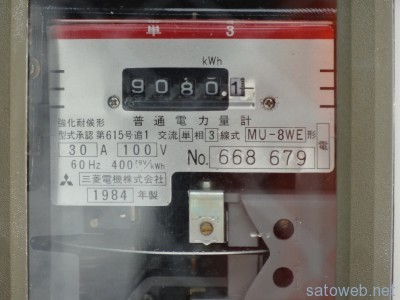 単 3
kWh
9080.1
強化耐候形 普通電力量計
型式承認 第615号追1 交流 単 相 3 線式 MU-8WE 形
30 A 100 V
60 Hz 400 rev/kWh
No. 668 679
電
三菱電機株式会社
1984 年製
satoweb.net